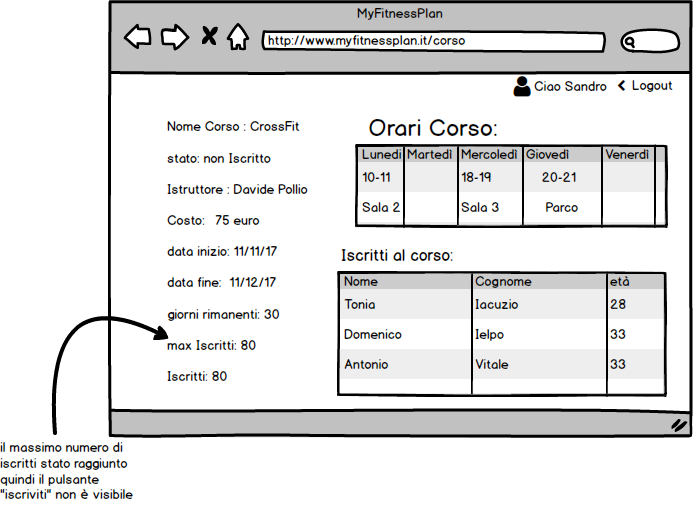 MyFitnessPlan
http://www.myfitnessplan.it/corso
Ciao Sandro Logout
Nome Corso : CrossFit
stato: non Iscritto
Istruttore : Davide Pollio
Costo: 75 euro
data inizio: 11/11/17
data fine: 11/12/17
giorni rimanenti: 30
max Iscritti: 80
Iscritti: 80
Orari Corso:
Lunedì Martedì Mercoledì Giovedì Venerdì
10-11 18-19 20-21
Sala 2 Sala 3 Parco
Iscritti al corso:
Nome Cognome età
Tonia Iacuzio 28
Domenico Ielpo 33
Antonio Vitale 33
il massimo numero di
iscritti stato raggiunto
quindi il pulsante
"iscriviti" non è visibile